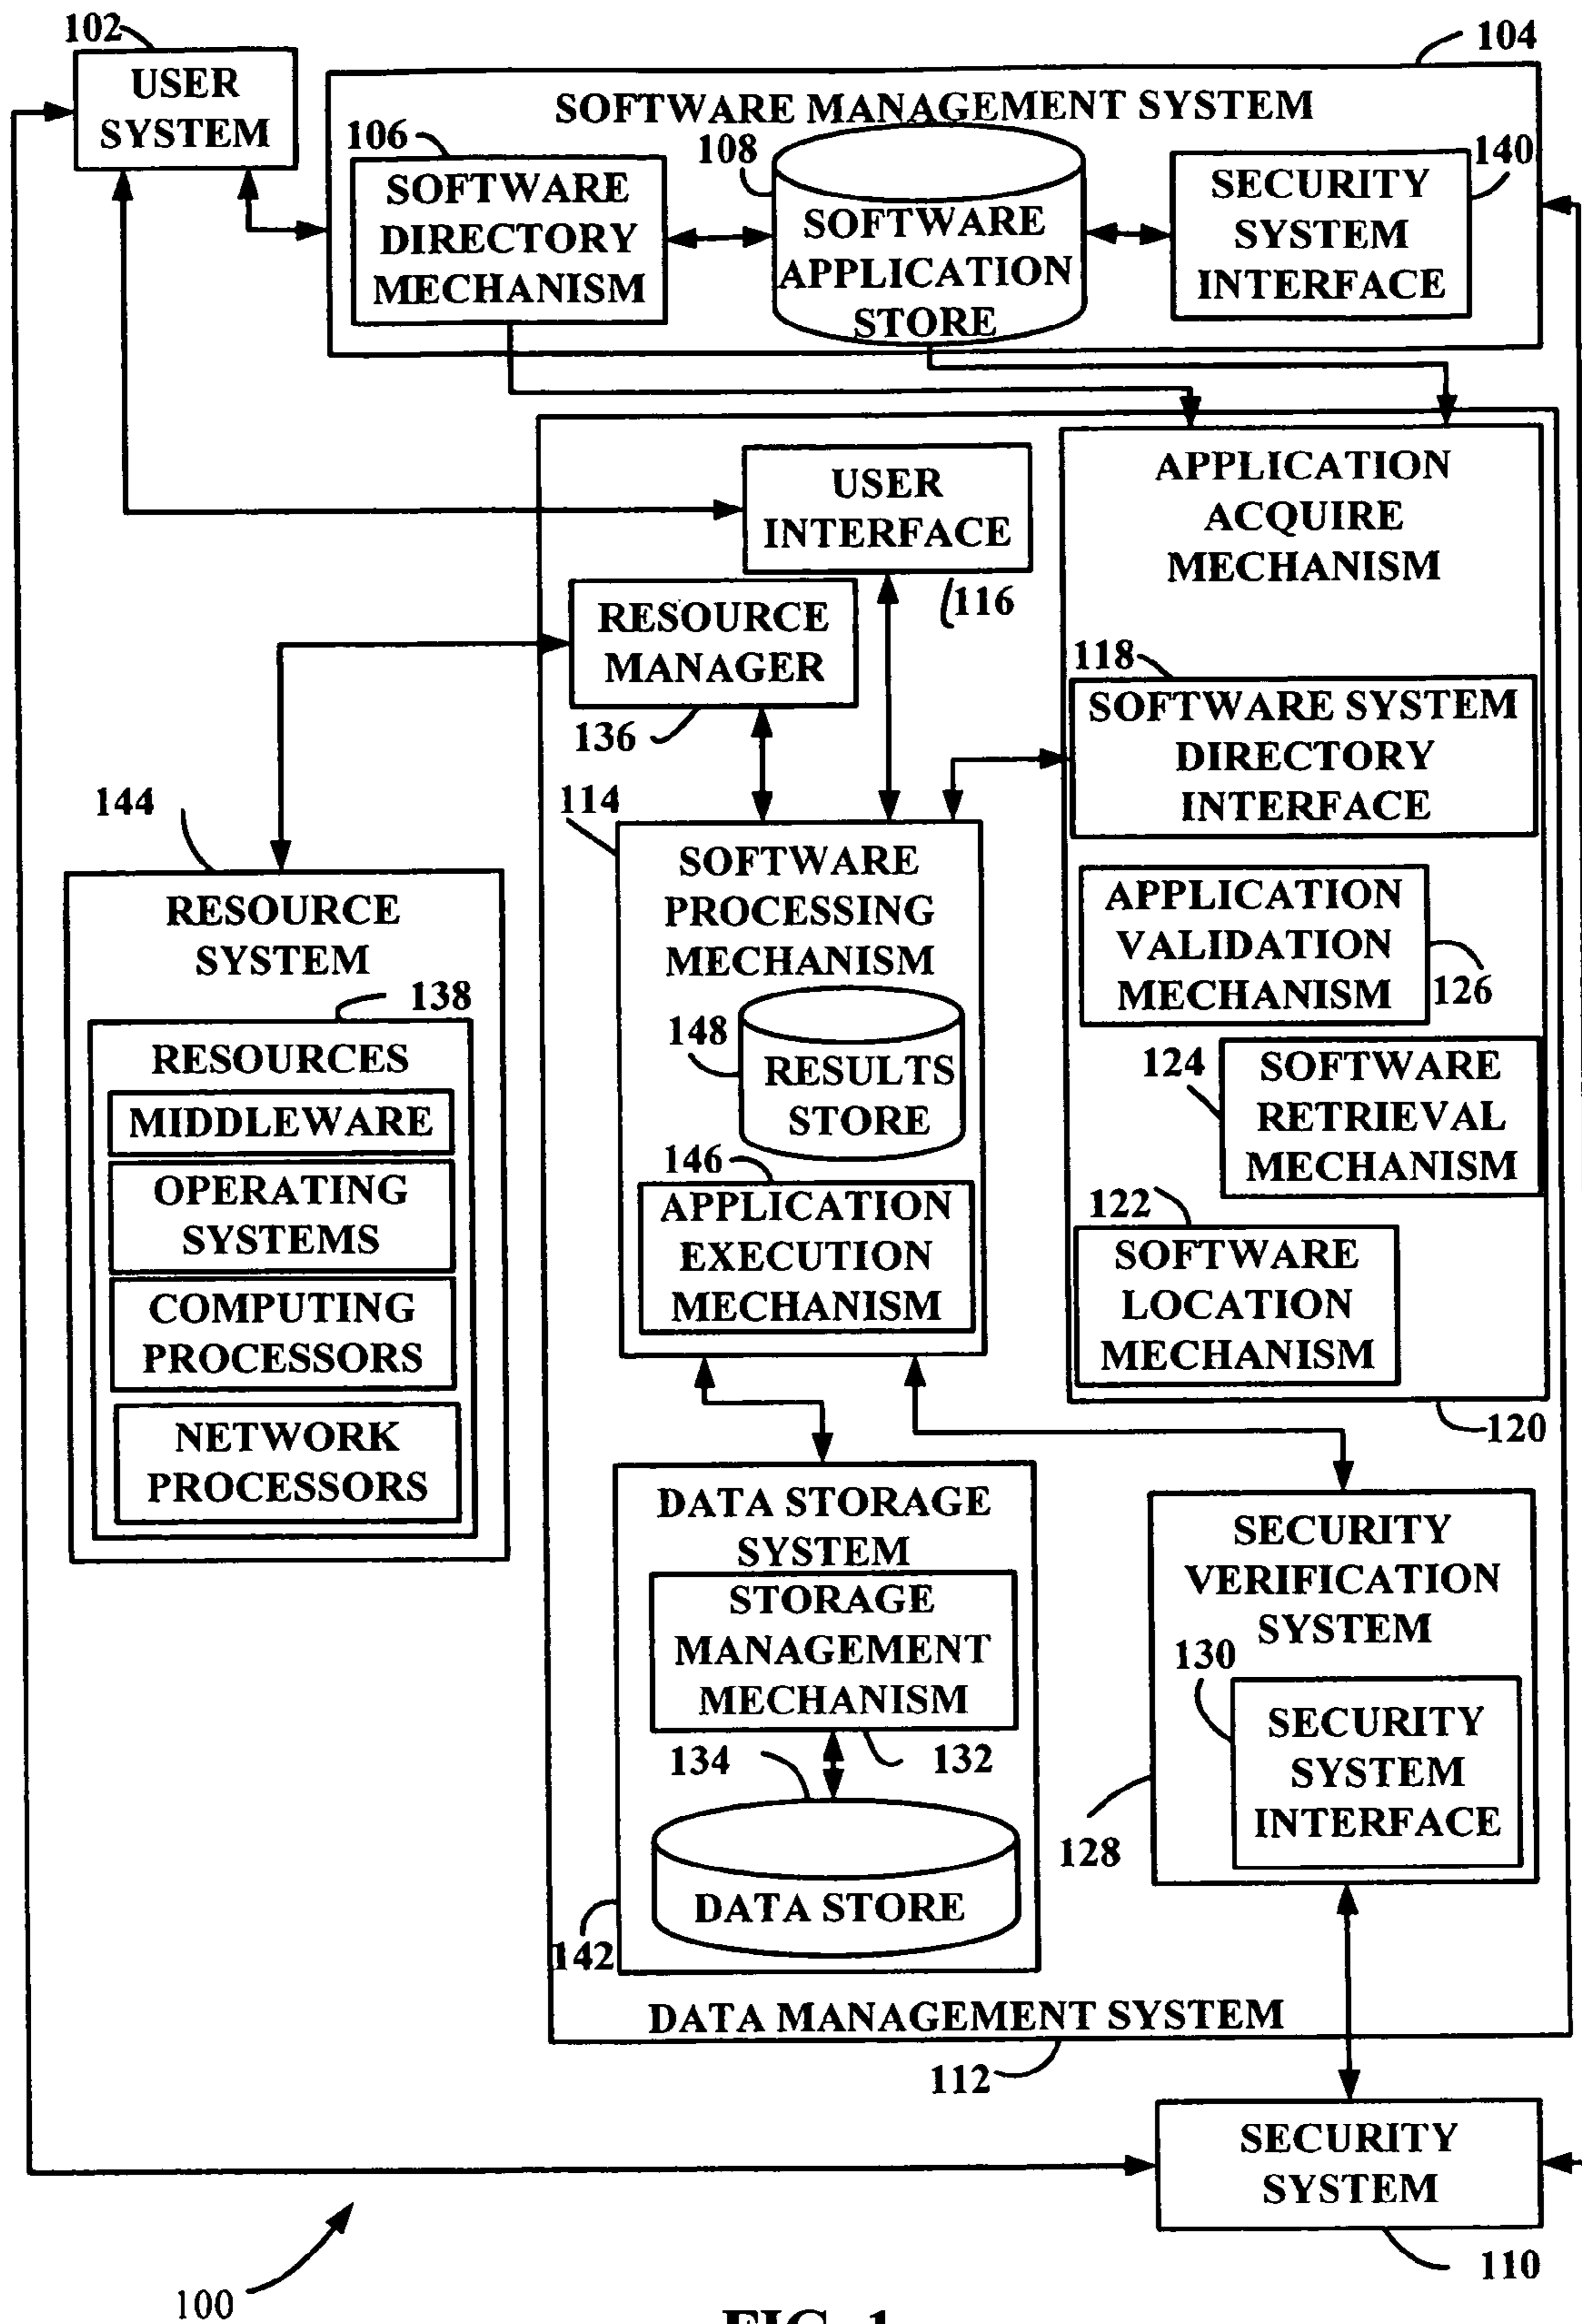 102
USER
SYSTEM
104
SOFTWARE MANAGEMENT SYSTEM
106
SOFTWARE
DIRECTORY
MECHANISM
108
SOFTWARE
APPLICATION
STORE
140
SECURITY
SYSTEM
INTERFACE
USER
INTERFACE
116
RESOURCE
MANAGER
136
APPLICATION
ACQUIRE
MECHANISM
118
SOFTWARE SYSTEM
DIRECTORY
INTERFACE
APPLICATION
VALIDATION
MECHANISM
126
124
SOFTWARE
RETRIEVAL
MECHANISM
122
SOFTWARE
LOCATION
MECHANISM
120
144
RESOURCE
SYSTEM
138
RESOURCES
MIDDLEWARE
OPERATING
SYSTEMS
COMPUTING
PROCESSORS
NETWORK
PROCESSORS
114
SOFTWARE
PROCESSING
MECHANISM
148
RESULTS
STORE
146
APPLICATION
EXECUTION
MECHANISM
DATA STORAGE
SYSTEM
STORAGE
MANAGEMENT
MECHANISM
134
132
DATA STORE
142
SECURITY
VERIFICATION
SYSTEM
130
SECURITY
SYSTEM
INTERFACE
128
DATA MANAGEMENT SYSTEM
112
SECURITY
SYSTEM
110
100
FIG. 1